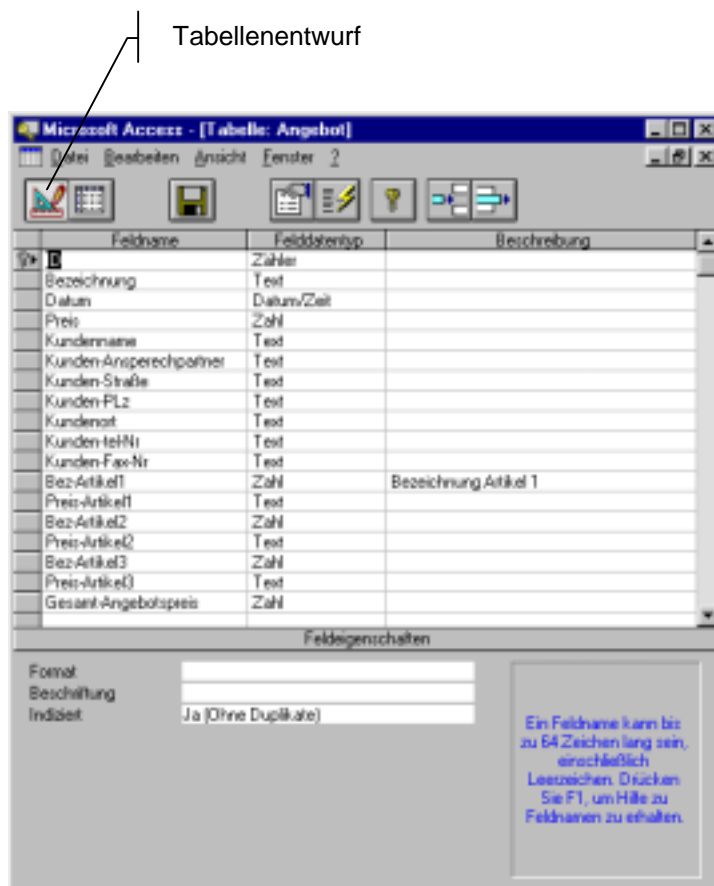 Tabellenentwurf
Microsoft Access - [Tabelle: Angebot]
Datei Bearbeiten Ansicht Fenster ?
Feldname Felddatentyp Beschreibung
ID Zähler
Bezeichnung Text
Datum Datum/Zeit
Preis Zahl
Kundenname Text
Kunden-Ansperechpartner Text
Kunden-Straße Text
Kunden-PLz Text
Kundenort Text
Kunden-tel-Nr Text
Kunden-Fax-Nr Text
Bez-Artikel1 Zahl Bezeichnung Artikel 1
Preis-Artikel1 Text
Bez-Artikel2 Zahl
Preis-Artikel2 Text
Bez-Artikel3 Zahl
Preis-Artikel3 Text
Gesamt-Angebotspreis Zahl
Feldeigenschaften
Format
Beschriftung
Indiziert Ja (Ohne Duplikate)
Ein Feldname kann bis
zu 64 Zeichen lang sein,
einschließlich
Leerzeichen. Drücken
Sie F1, um Hilfe zu
Feldnamen zu erhalten.